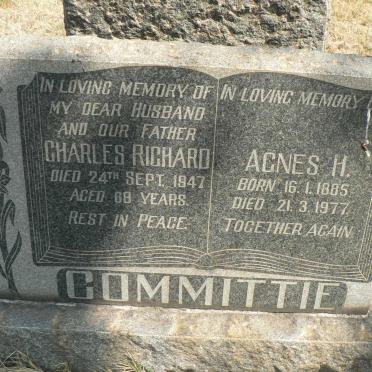 IN LOVING MEMORY OF
MY DEAR HUSBAND
AND OUR FATHER
CHARLES RICHARD
DIED 24TH SEPT. 1947
AGED 68 YEARS.
REST IN PEACE.
IN LOVING MEMORY
AGNES H.
BORN 16.1.1885
DIED 21.3.1977.
TOGETHER AGAIN.
COMMITTIE